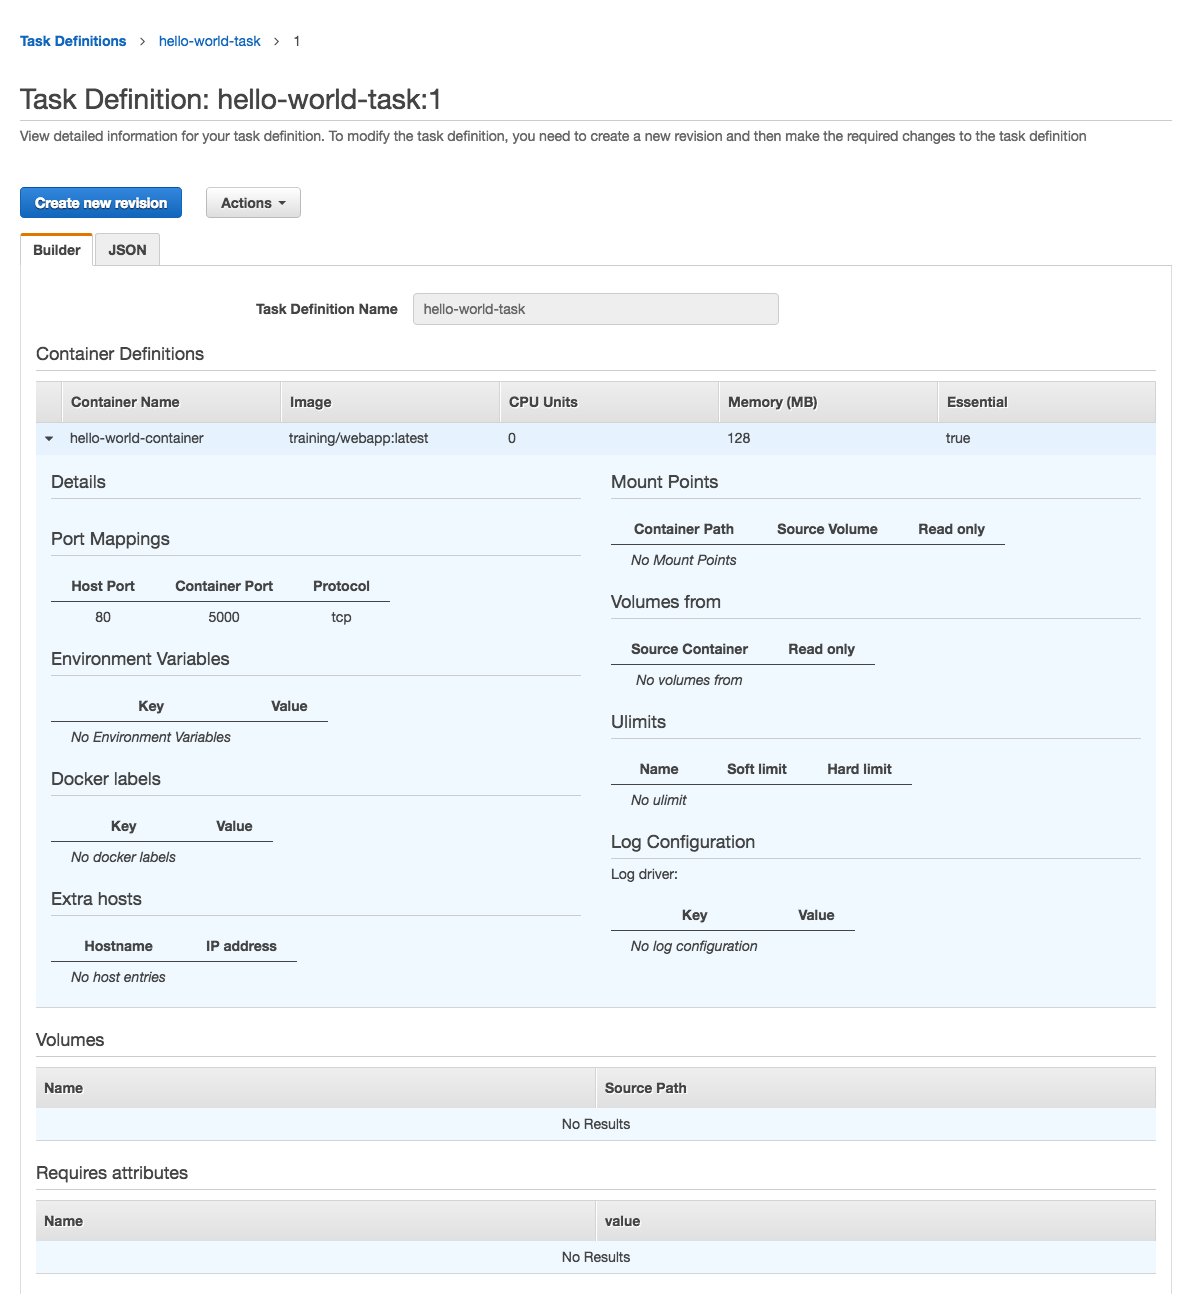 Task Definitions > hello-world-task > 1
Task Definition: hello-world-task:1
View detailed information for your task definition. To modify the task definition, you need to create a new revision and then make the required changes to the task definition
Create new revision Actions
Builder JSON
Task Definition Name hello-world-task
Container Definitions
Container Name Image CPU Units Memory (MB) Essential
hello-world-container training/webapp:latest 0 128 true
Details
Port Mappings
Host Port Container Port Protocol
80 5000 tcp
Environment Variables
Key Value
No Environment Variables
Docker labels
Key Value
No docker labels
Extra hosts
Hostname IP address
No host entries
Mount Points
Container Path Source Volume Read only
No Mount Points
Volumes from
Source Container Read only
No volumes from
Ulimits
Name Soft limit Hard limit
No ulimit
Log Configuration
Log driver:
Key Value
No log configuration
Volumes
Name Source Path
No Results
Requires attributes
Name value
No Results